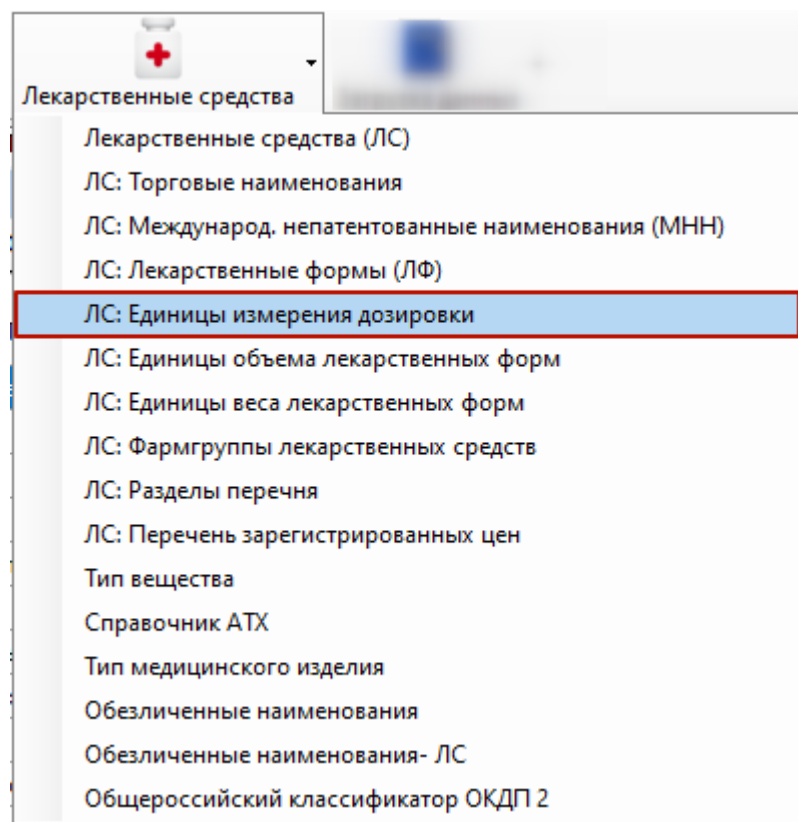 Лекарственные средства
Лекарственные средства (ЛС)
ЛС: Торговые наименования
ЛС: Международ. непатентованные наименования (МНН)
ЛС: Лекарственные формы (ЛФ)
ЛС: Единицы измерения дозировки
ЛС: Единицы объема лекарственных форм
ЛС: Единицы веса лекарственных форм
ЛС: Фармгруппы лекарственных средств
ЛС: Разделы перечня
ЛС: Перечень зарегистрированных цен
Тип вещества
Справочник АТХ
Тип медицинского изделия
Обезличенные наименования
Обезличенные наименования- ЛС
Общероссийский классификатор ОКДП 2